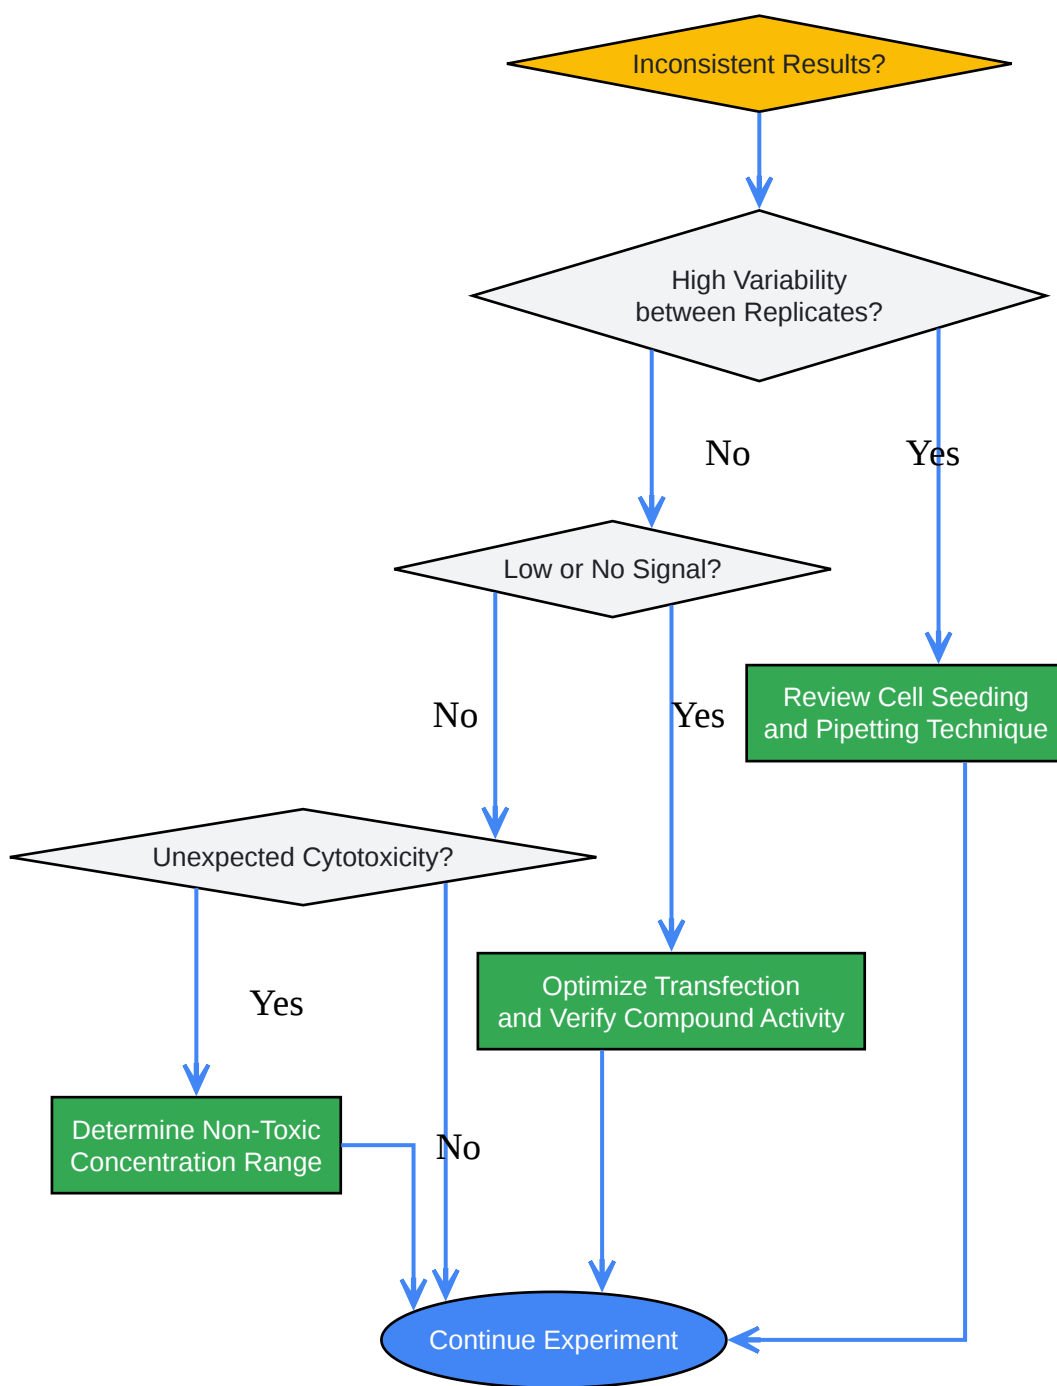 Inconsistent Results?
High Variability
between Replicates?
No
Yes
Low or No Signal?
No
Yes
Review Cell Seeding
and Pipetting Technique
Unexpected Cytotoxicity?
Yes
Optimize Transfection
and Verify Compound Activity
Determine Non-Toxic
Concentration Range
No
Continue Experiment